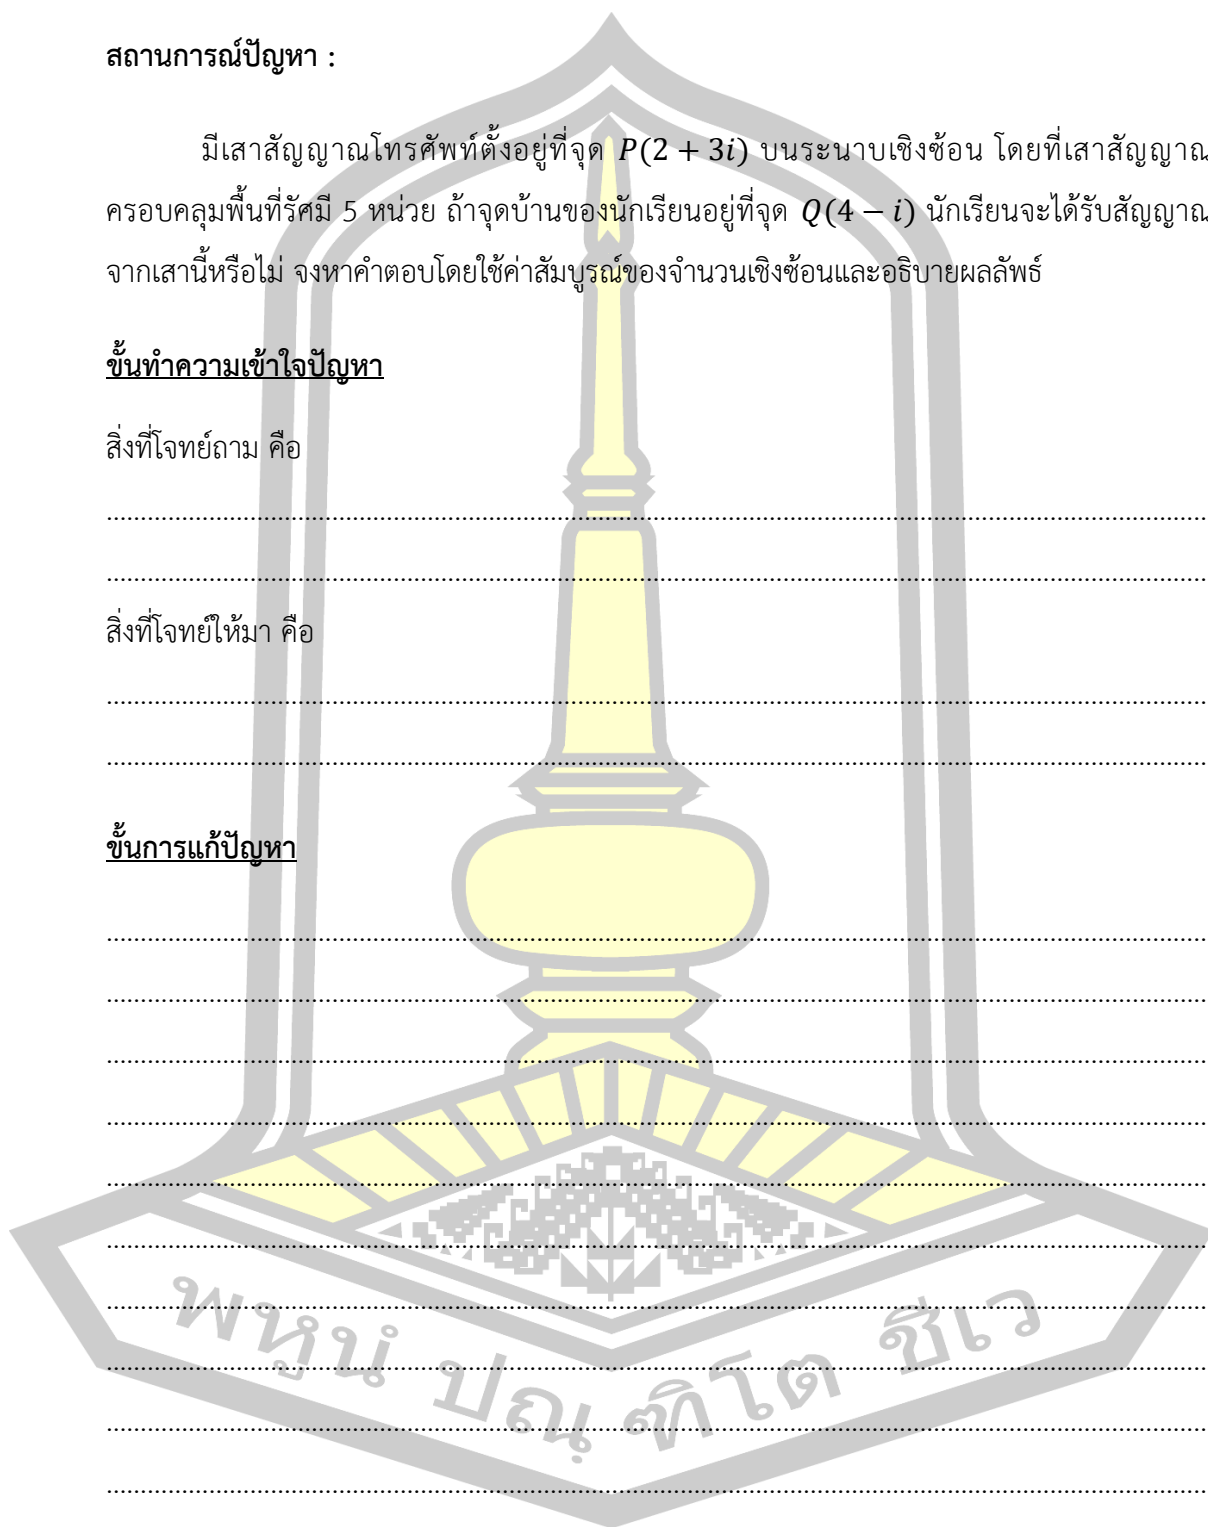 สถานการณ์ปัญหา :
มีเสาสัญญาณโทรศัพท์ตั้งอยู่ที่จุด P(2 + 3i) บนระนาบเชิงซ้อน โดยที่เสาสัญญาณ
ครอบคลุมพื้นที่รัศมี 5 หน่วย ถ้าจุดบ้านของนักเรียนอยู่ที่จุด Q(4 − i) นักเรียนจะได้รับสัญญาณ
จากเสานี้หรือไม่ จงหาคำตอบโดยใช้ค่าสัมบูรณ์ของจำนวนเชิงซ้อนและอธิบายผลลัพธ์
ขั้นทำความเข้าใจปัญหา
สิ่งที่โจทย์ถาม คือ
สิ่งที่โจทย์ให้มา คือ
ขั้นการแก้ปัญหา
พหูนํ ปณฺฑิโต ชีเว